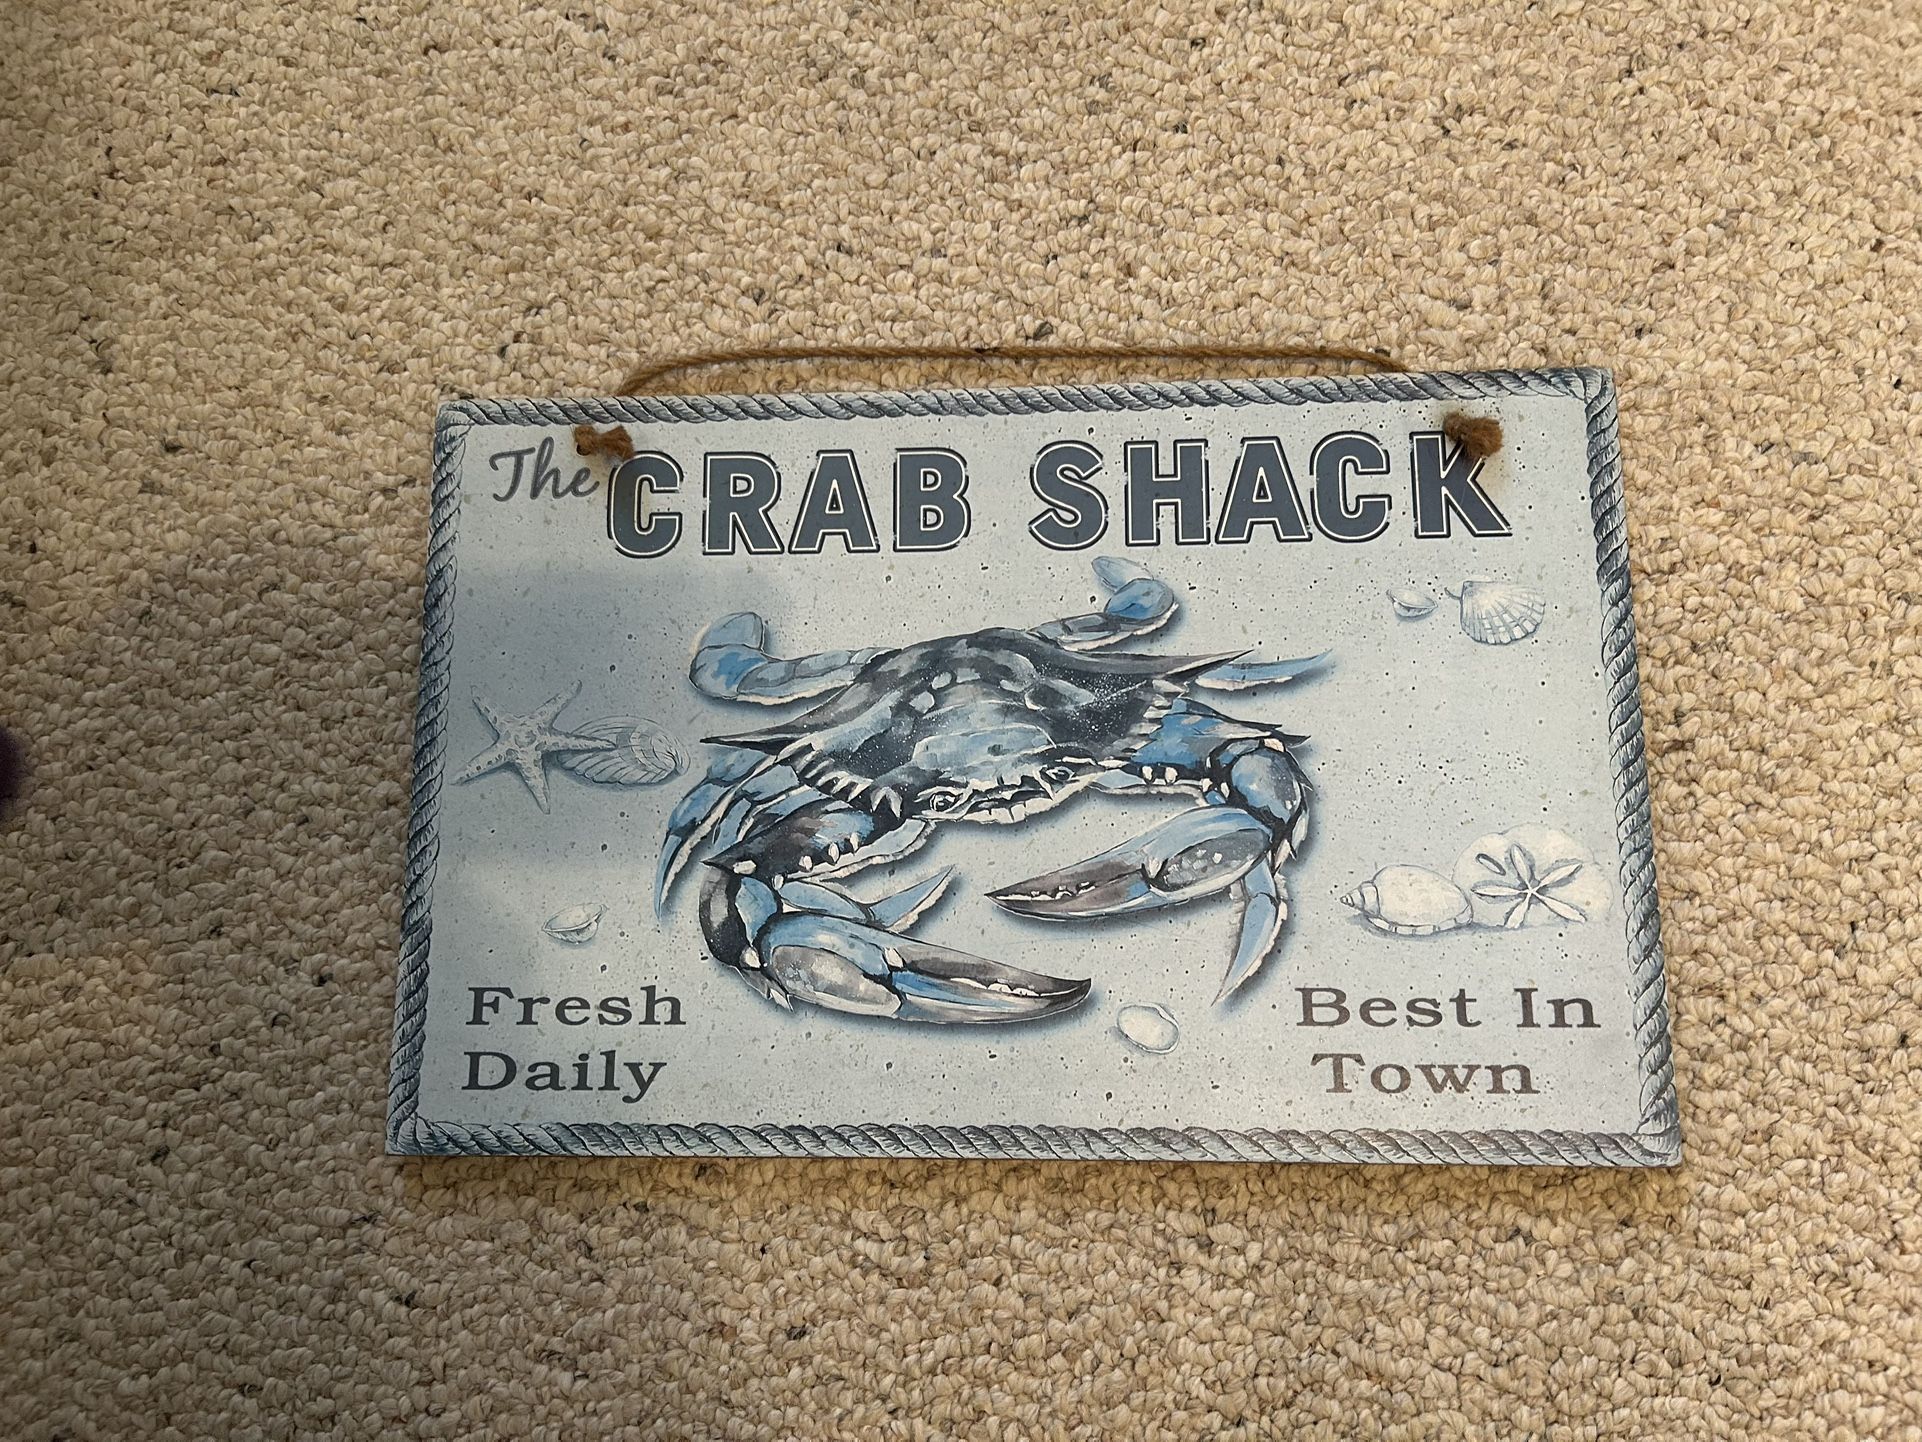 The CRAB SHACK
Fresh
Daily
Best In
Town